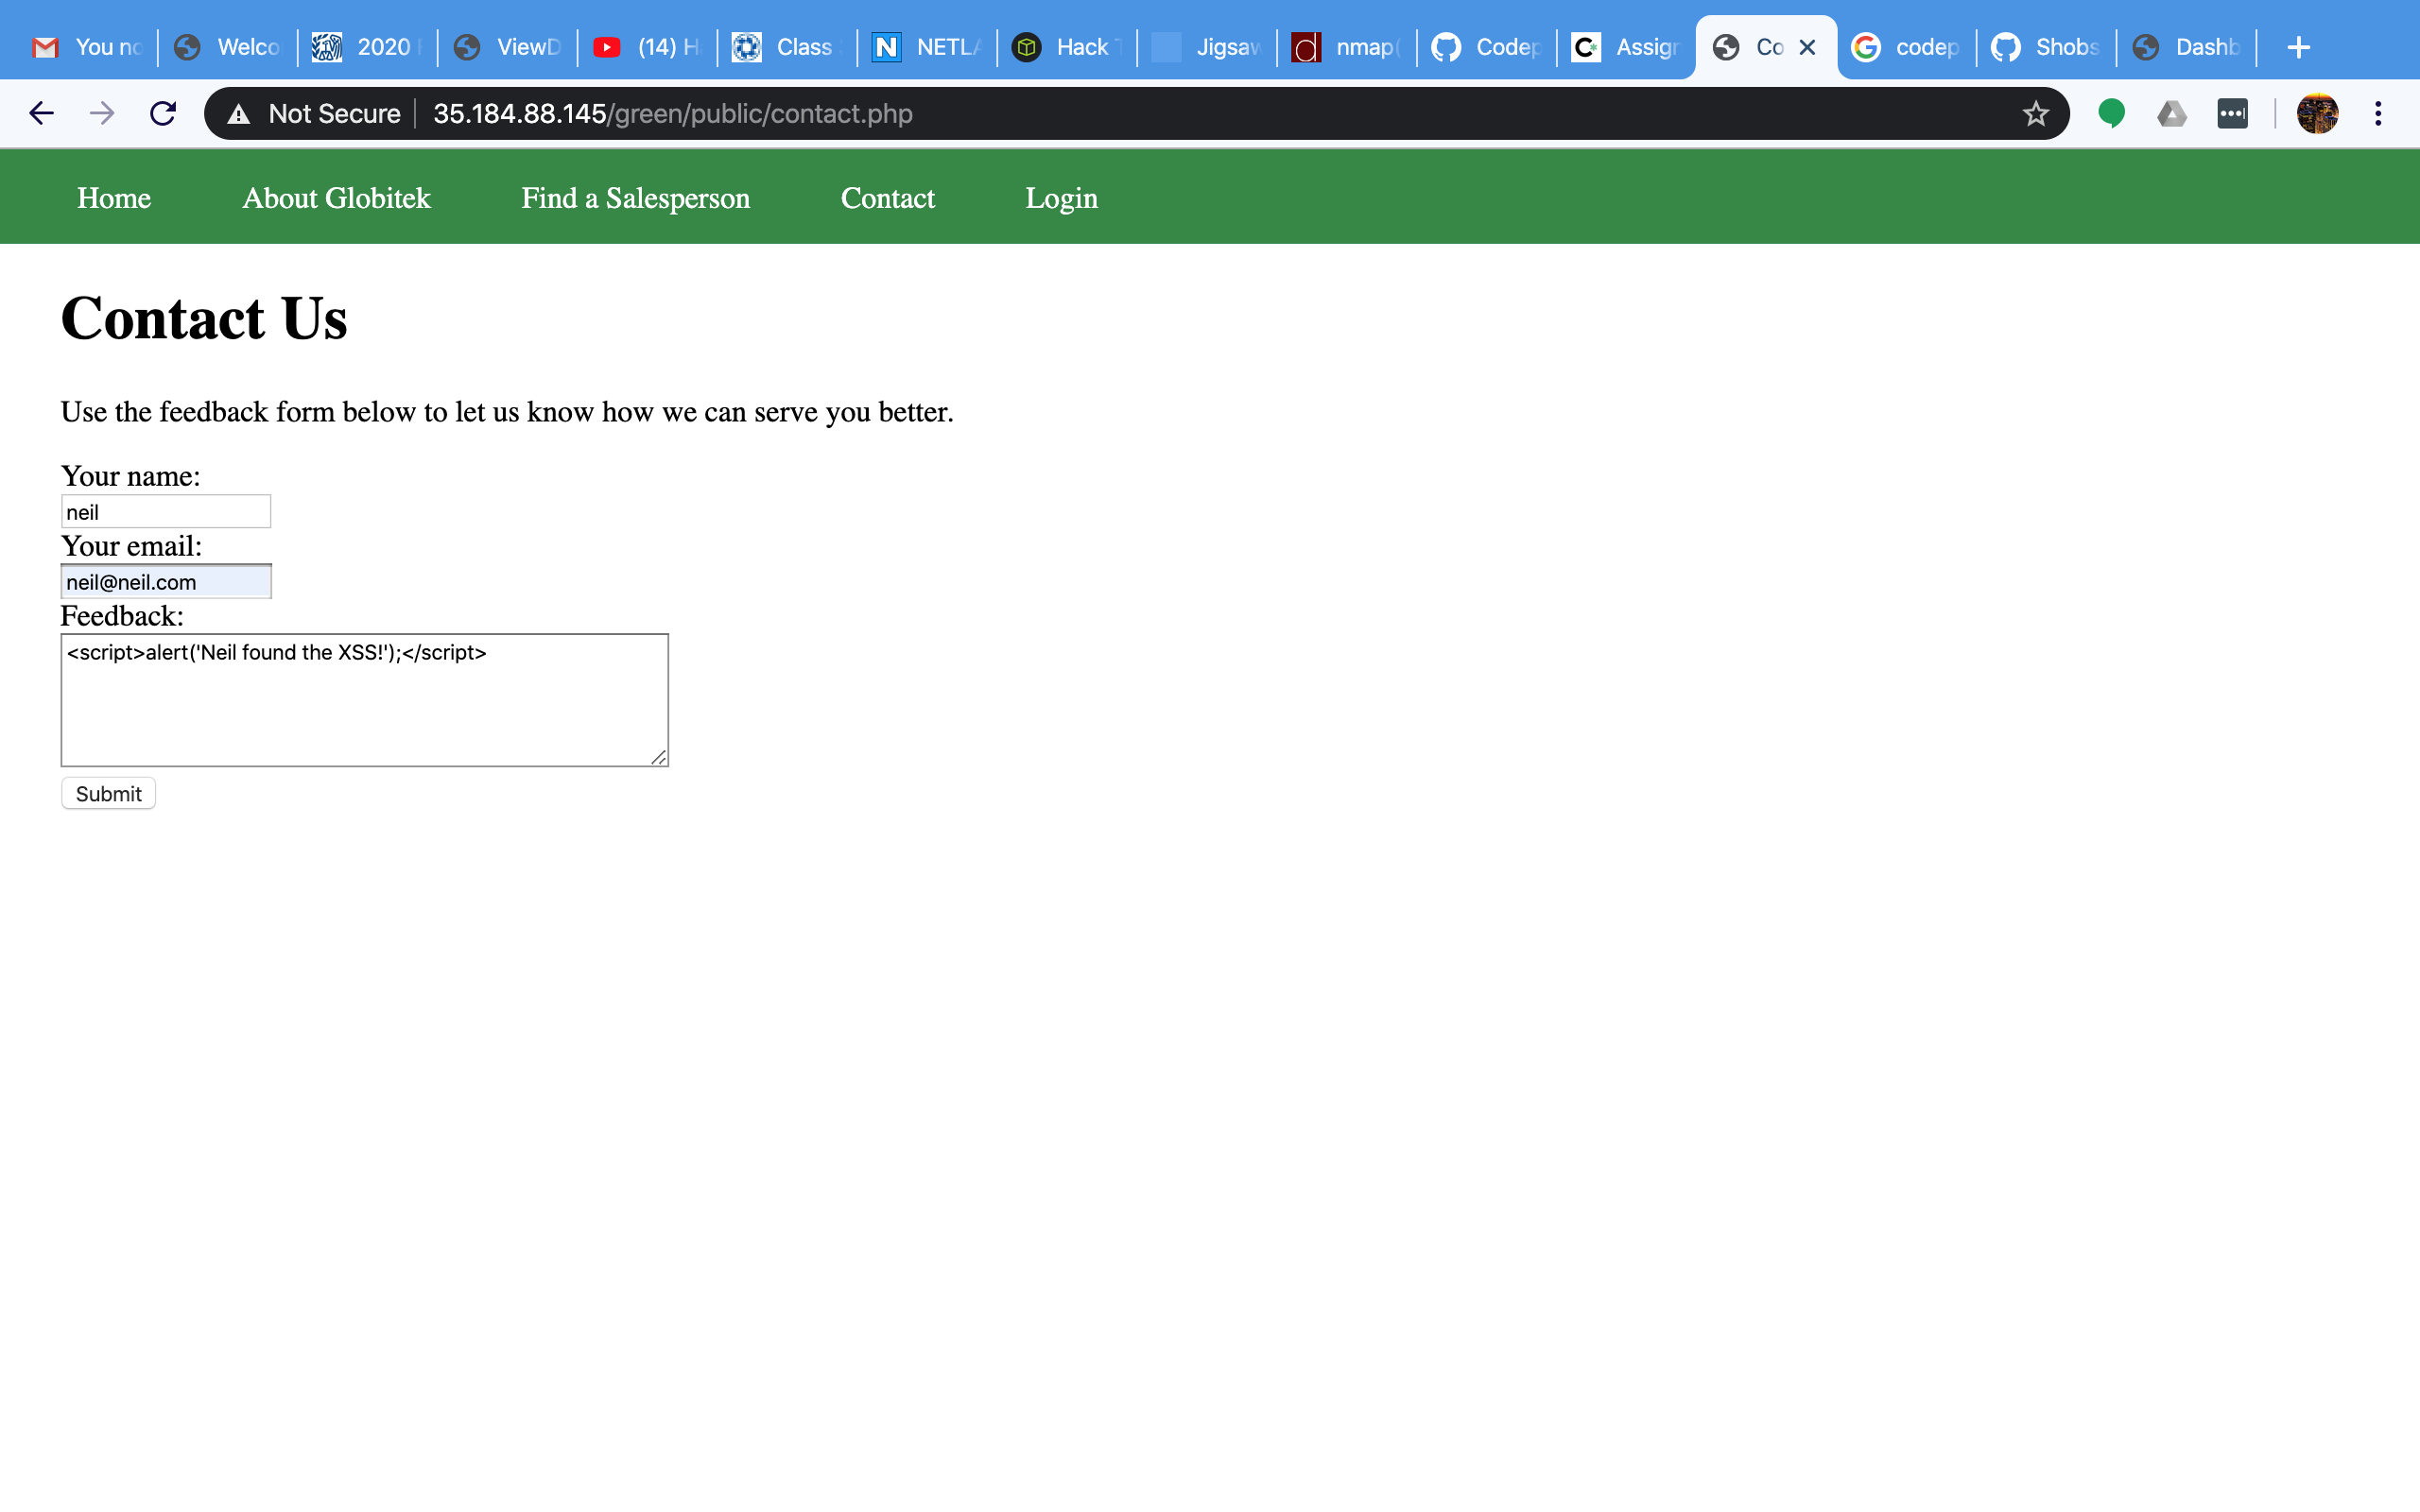 You no Welco 2020 ViewD (14) H Class NETLA Hack T Jigsaw nmap( Codep Assign Co codep Shobs Dashb
Not Secure 35.184.88.145/green/public/contact.php
Home About Globitek Find a Salesperson Contact Login
Contact Us
Use the feedback form below to let us know how we can serve you better.
Your name:
neil
Your email:
neil@neil.com
Feedback:
<script>alert('Neil found the XSS!');</script>
Submit